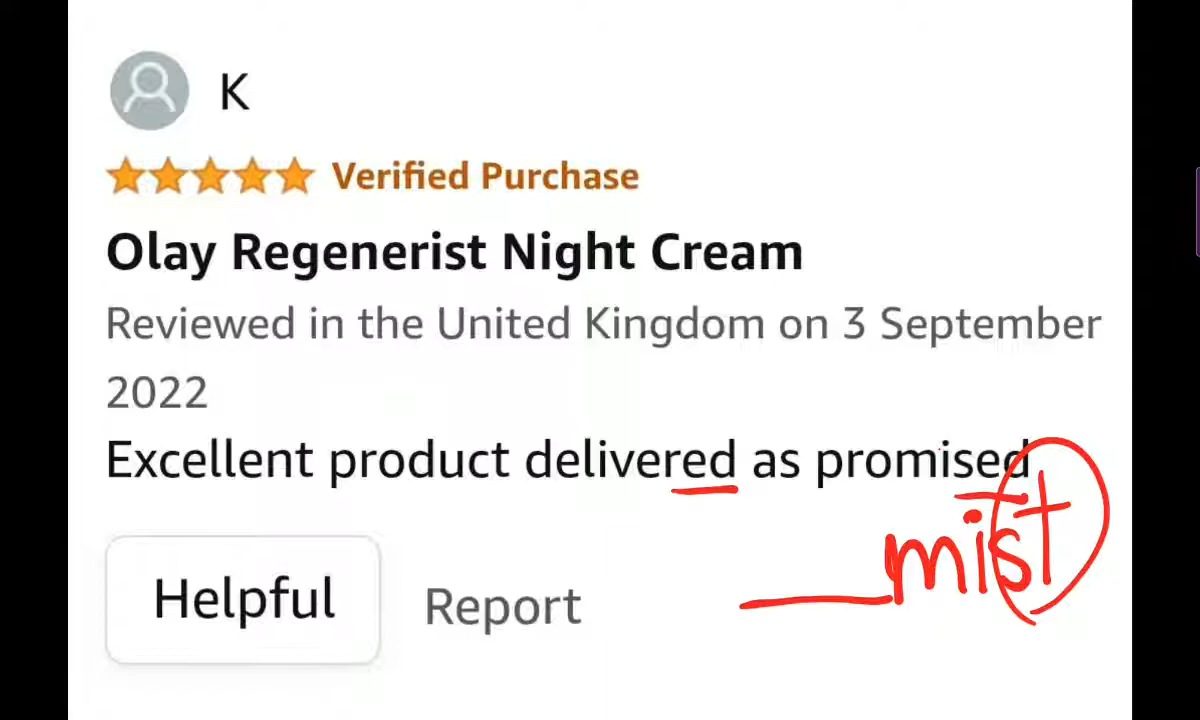 K
Verified Purchase
Olay Regenerist Night Cream
Reviewed in the United Kingdom on 3 September
2022
Excellent product delivered as promised
mist
Helpful
Report